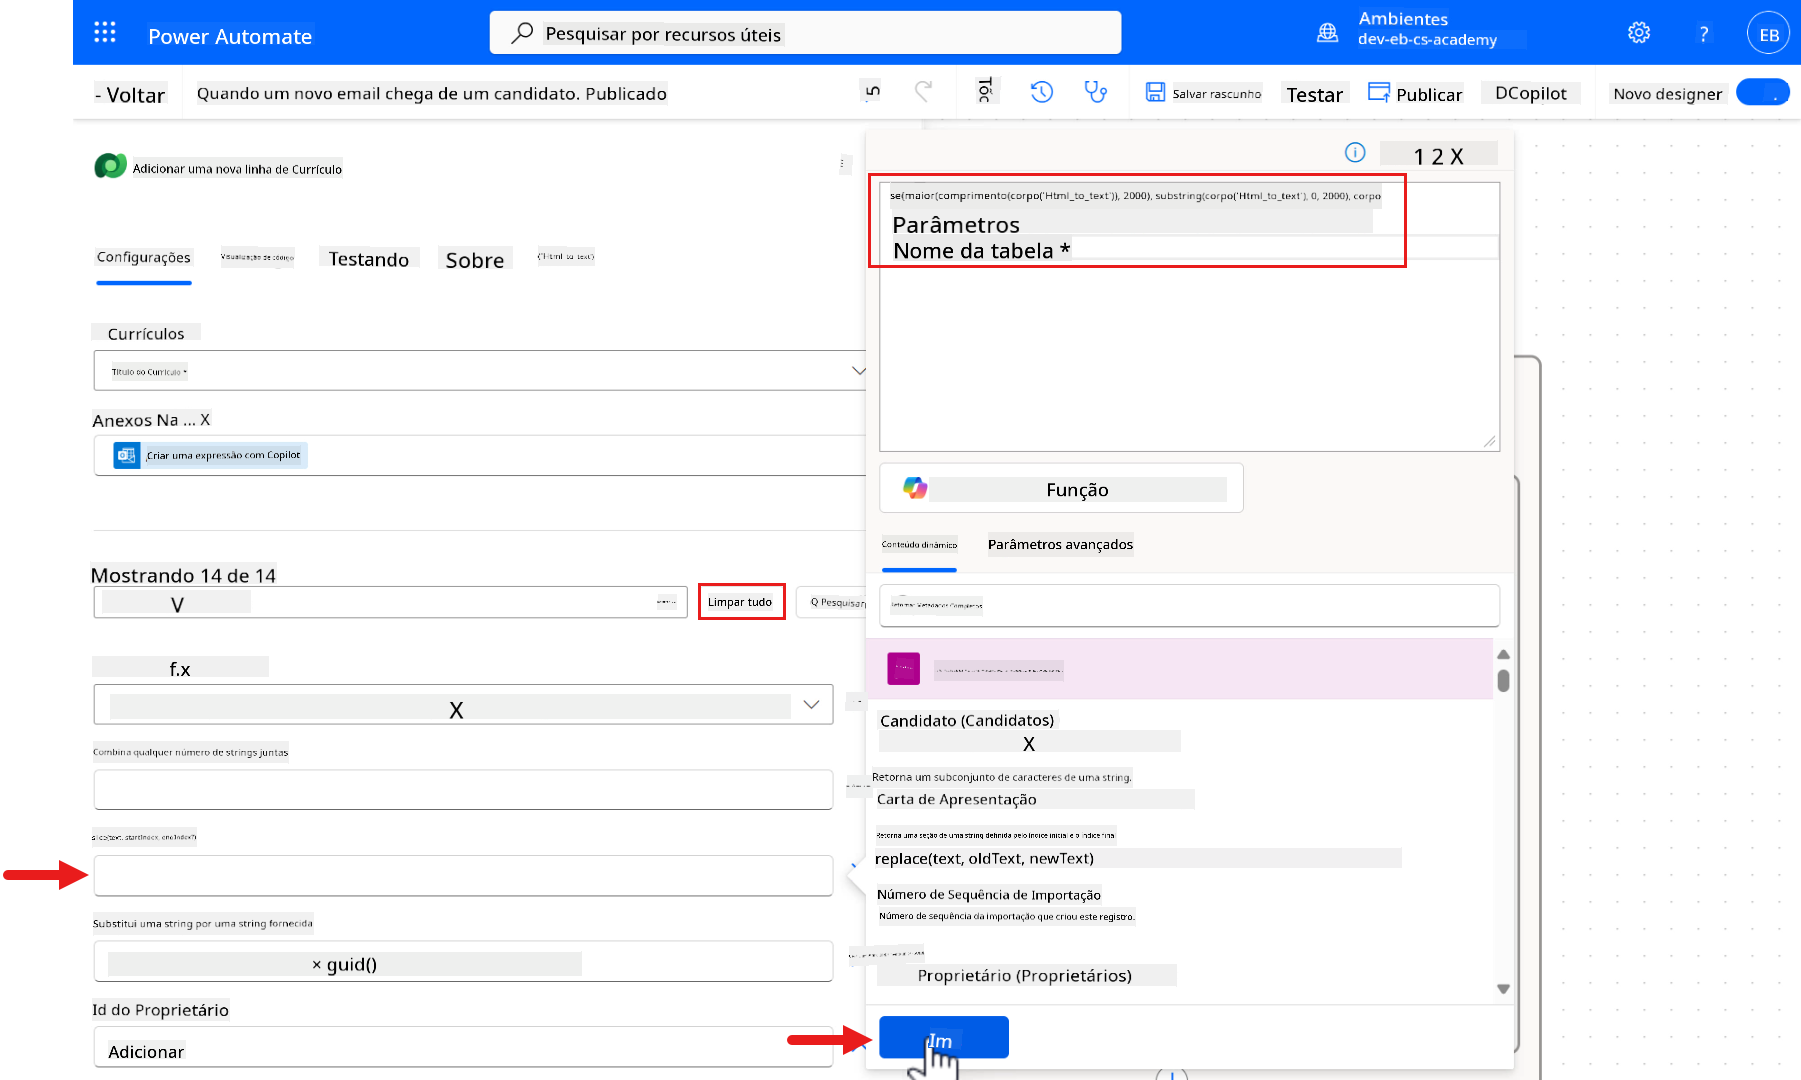 Power Automate
Pesquisar por recursos úteis
Ambientes
dev-eb-cs-academy
?
EB
- Voltar
Quando um novo email chega de um candidato. Publicado
Salvar rascunho
Testar
Publicar
DCopilot
Novo designer
Adicionar uma nova linha de Currículo
1 2 X
se(maior(comprimento(corpo('Html_to_text')), 2000), substring(corpo('Html_to_text'), 0, 2000), corpo
Parâmetros
Nome da tabela *
Configurações
Visualização de código
Testando
Sobre
('Html_to_text')
Currículos
Título do Currículo *
Anexos Na ... X
Criar uma expressão com Copilot
Função
Conteúdo dinâmico
Parâmetros avançados
Mostrando 14 de 14
V
Limpar tudo
Q Pesquisar
Retornar Metadados Completos
f.x
X
Candidato (Candidatos)
X
Combina qualquer número de strings juntas
Retorna um subconjunto de caracteres de uma string.
Carta de Apresentação
slice(text, startIndex, endIndex?)
Retorna uma seção de uma string definida pelo índice inicial e o índice final
replace(text, oldText, newText)
Número de Sequência de Importação
Número de sequência da importação que criou este registro.
Substitui uma string por uma string fornecida
× guid()
Proprietário (Proprietários)
Id do Proprietário
Adicionar
Im